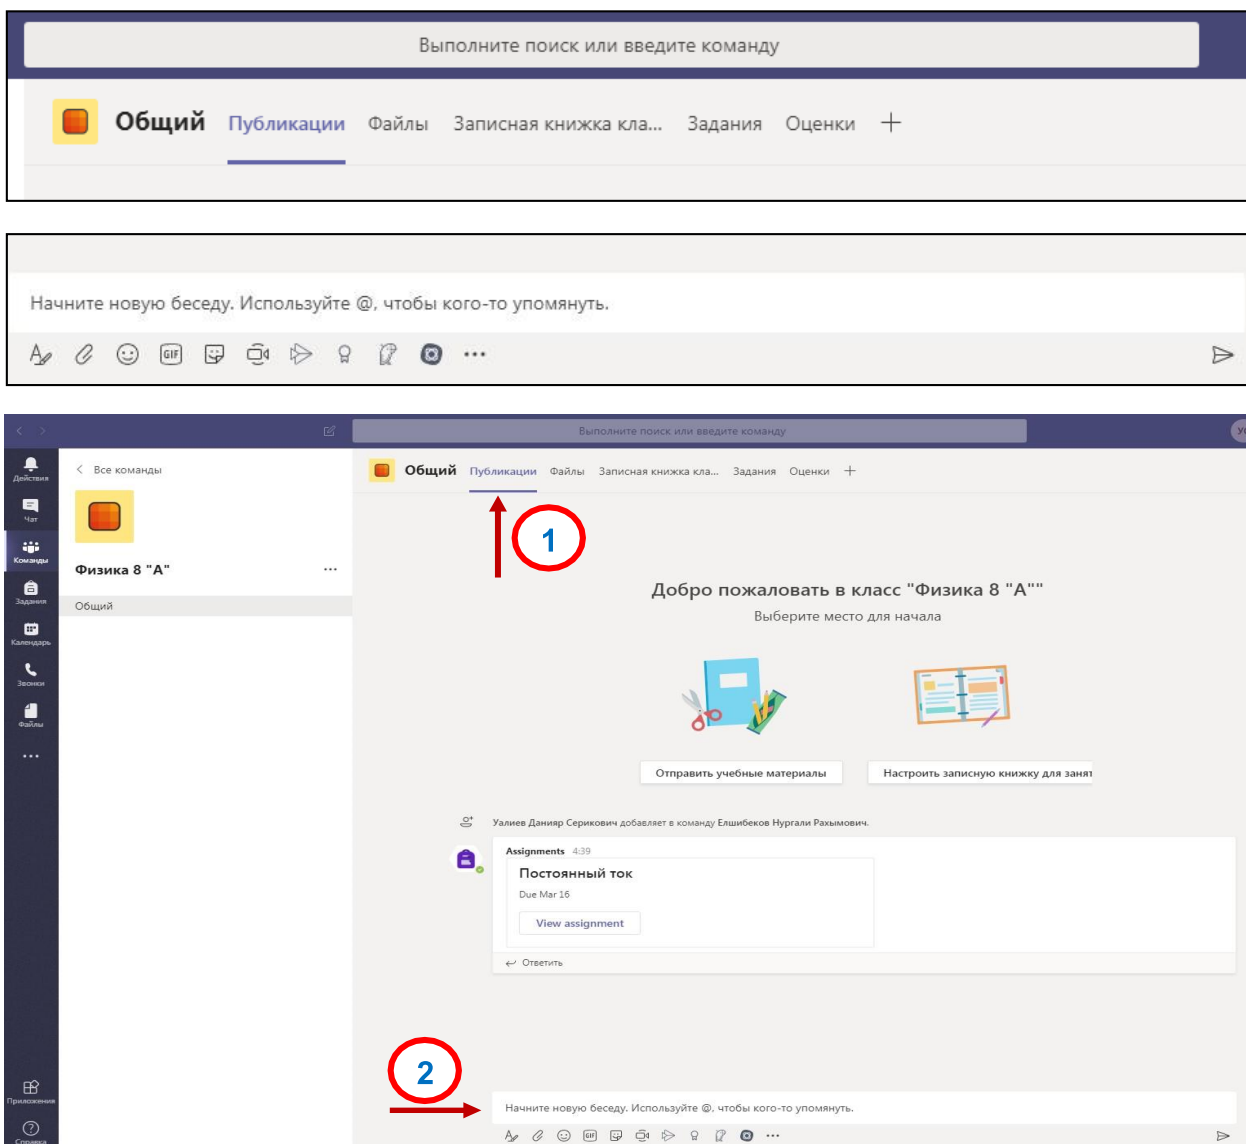 Выполните поиск или введите команду
Общий Публикации Файлы Записная книжка кла... Задания Оценки +
Начните новую беседу. Используйте @, чтобы кого-то упомянуть.
GIF ...
Выполните поиск или введите команду
Действия
Чат
Команды
Задания
Календарь
Звонки
Файлы
...
Приложения
Справка
< Все команды
Физика 8 "А" ...
Общий
Общий Публикации Файлы Записная книжка кла... Задания Оценки +
1
Добро пожаловать в класс "Физика 8 "А""
Выберите место для начала
Отправить учебные материалы
Настроить записную книжку для занят
Уалиев Данияр Серикович добавляет в команду Елшибеков Нургали Рахымович.
Assignments 4:39
Постоянный ток
Due Mar 16
View assignment
Ответить
2
Начните новую беседу. Используйте @, чтобы кого-то упомянуть.
GIF ...